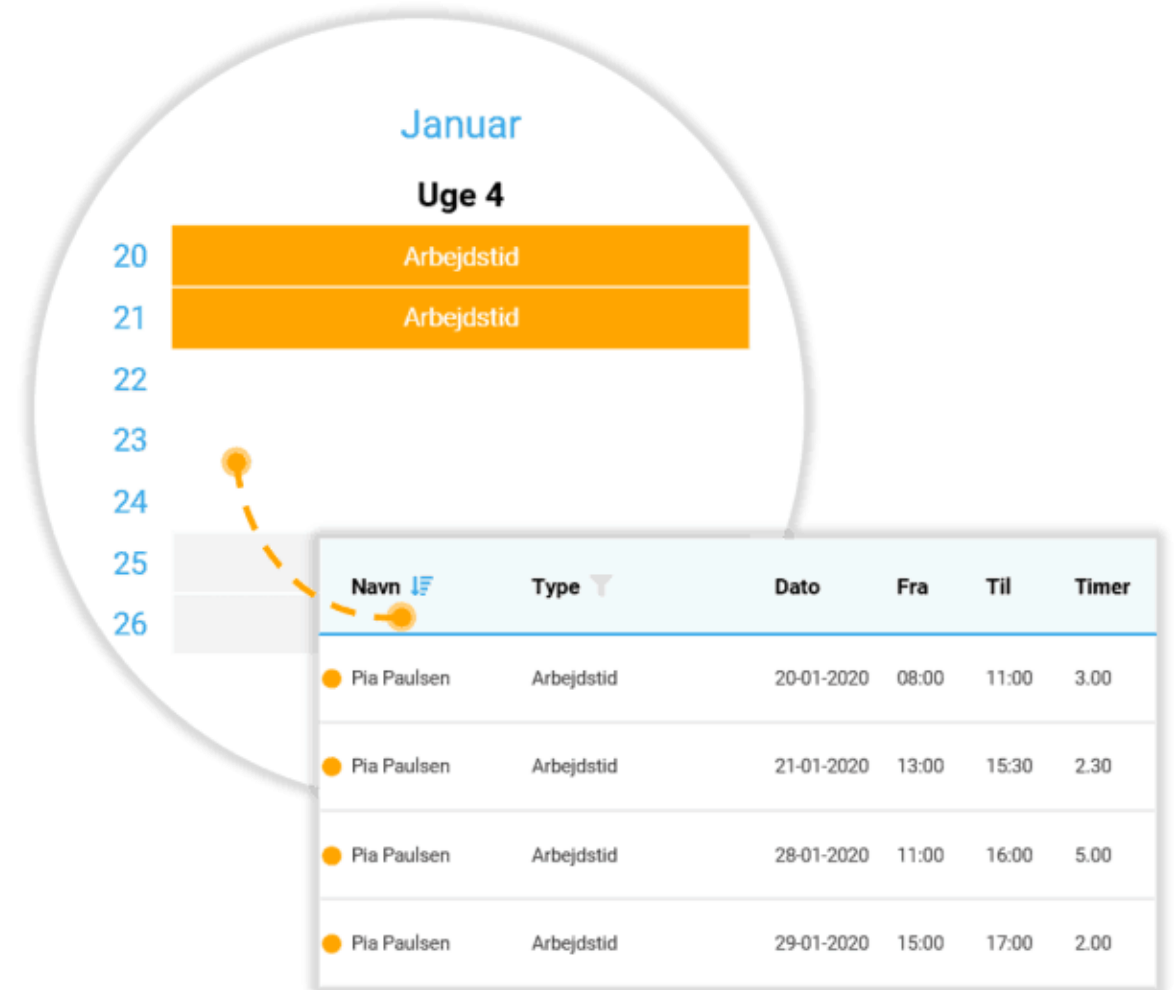 Januar
Uge 4
20 Arbejdstid
21 Arbejdstid
22
23
24
25
26
Navn Type Dato Fra Til Timer
Pia Paulsen Arbejdstid 20-01-2020 08:00 11:00 3.00
Pia Paulsen Arbejdstid 21-01-2020 13:00 15:30 2.30
Pia Paulsen Arbejdstid 28-01-2020 11:00 16:00 5.00
Pia Paulsen Arbejdstid 29-01-2020 15:00 17:00 2.00